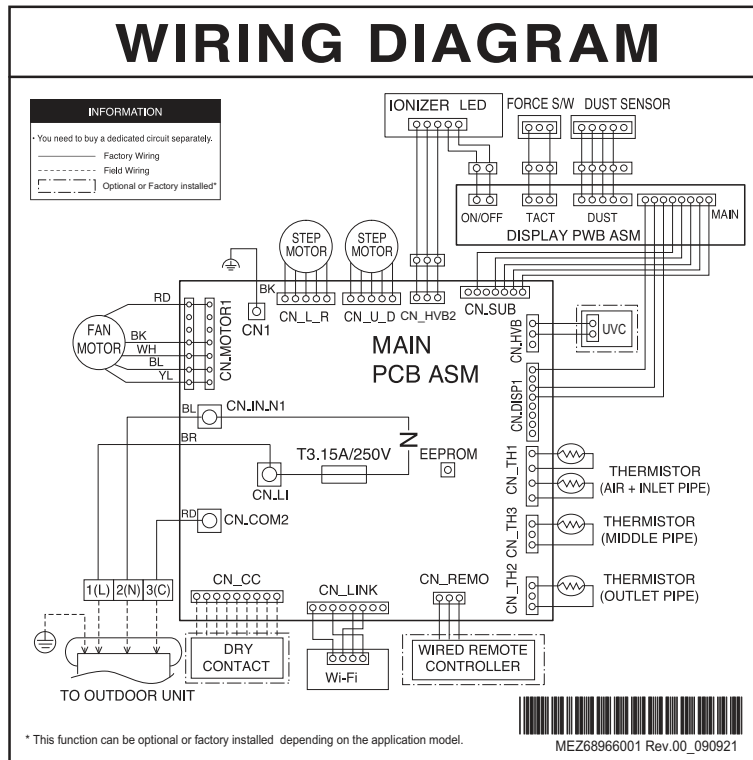 WIRING DIAGRAM
INFORMATION
• You need to buy a dedicated circuit separately.
Factory Wiring
Field Wiring
Optional or Factory installed*
IONIZER LED
FORCE S/W
DUST SENSOR
ON/OFF
TACT
DUST
MAIN
DISPLAY PWB ASM
STEP
MOTOR
STEP
MOTOR
BK
CN1
CN_L_R
CN_U_D
CN_HVB2
CN_SUB
RD
FAN
MOTOR
BK
WH
BL
YL
CN_MOTOR1
MAIN
PCB ASM
CN_HVB
UVC
CN_DISP1
BL
CN_IN_N1
BR
T3.15A/250V
N
EEPROM
CN_LI
RD
CN_COM2
CN_TH1
THERMISTOR
(AIR + INLET PIPE)
CN_TH3
THERMISTOR
(MIDDLE PIPE)
CN_TH2
THERMISTOR
(OUTLET PIPE)
1(L) 2(N) 3(C)
CN_CC
CN_LINK
CN_REMO
DRY
CONTACT
Wi-Fi
WIRED REMOTE
CONTROLLER
TO OUTDOOR UNIT
* This function can be optional or factory installed depending on the application model.
MEZ68966001 Rev.00_090921